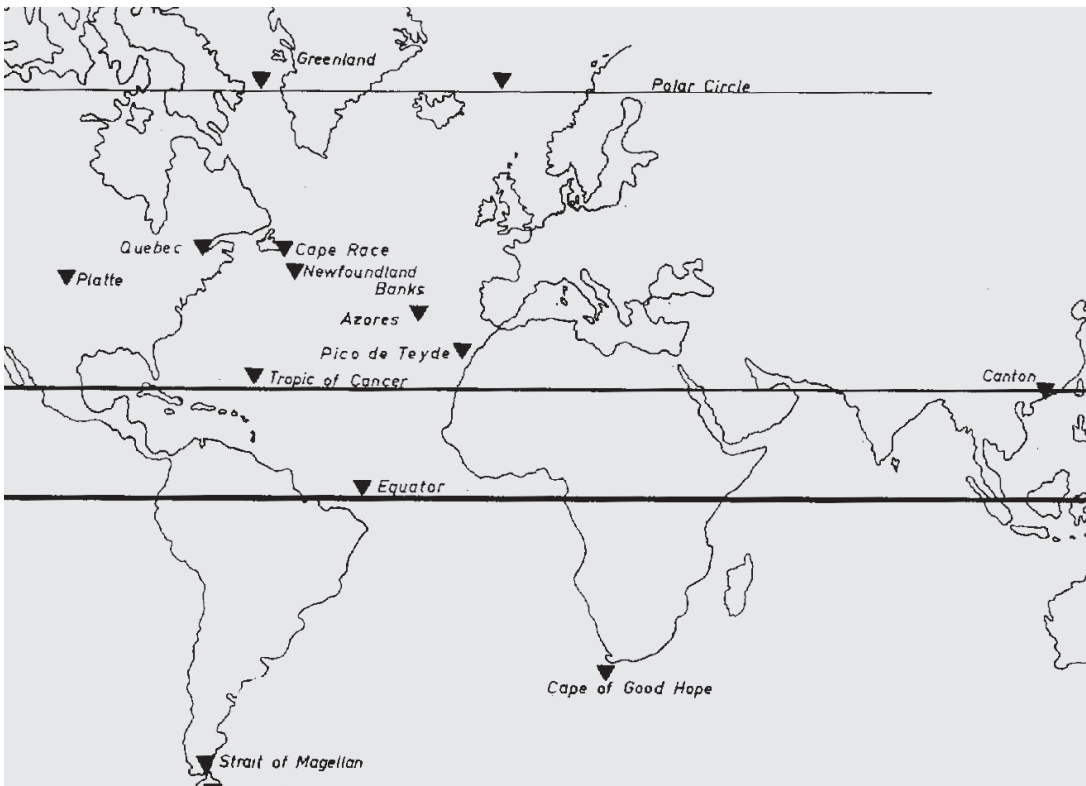 Greenland
Polar Circle
Quebec
Cape Race
Platte
Newfoundland
Banks
Azores
Pico de Teyde
Tropic of Cancer
Canton
Equator
Cape of Good Hope
Strait of Magellan